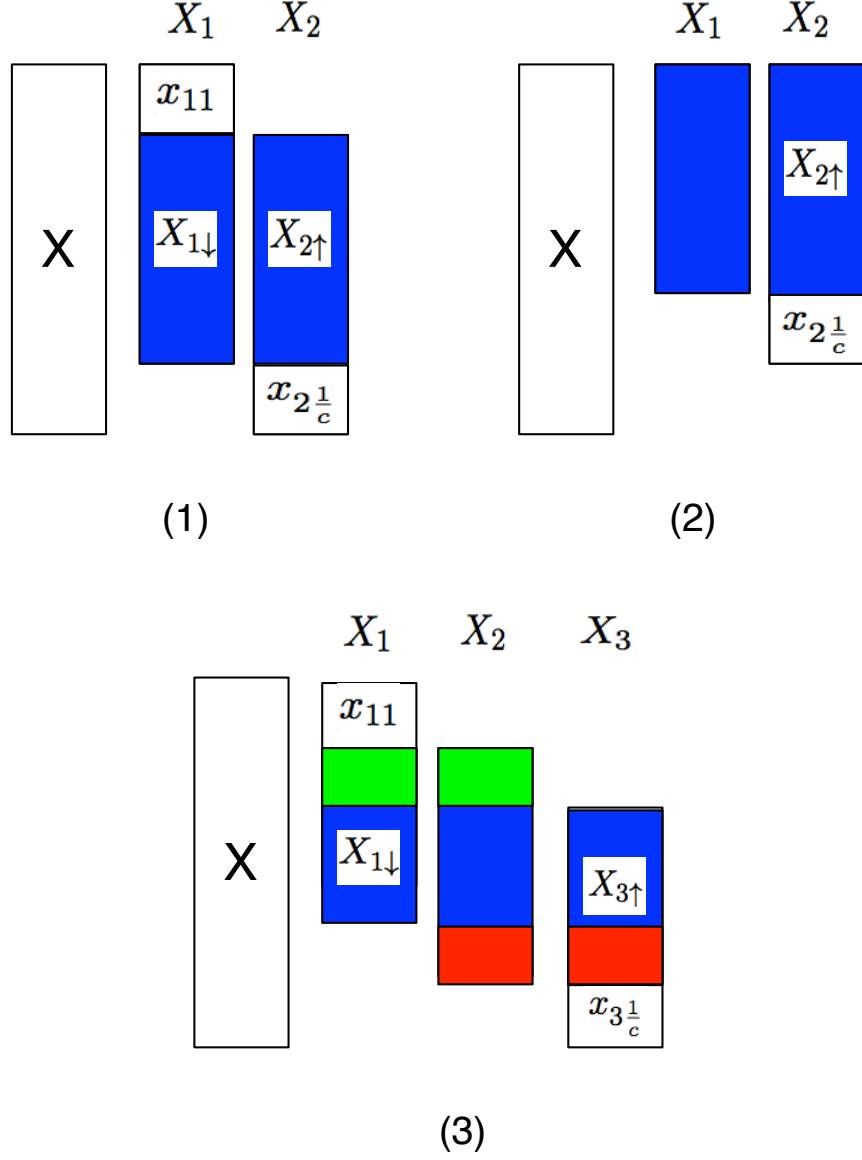 X₁ X₂ X₁ X₂
x₁₁
X X₁↓ X₂↑ X X₂↑
x₂ 1/c x₂ 1/c
(1) (2)
X₁ X₂ X₃
x₁₁
X X₁↓ X₃↑
x₃ 1/c
(3)